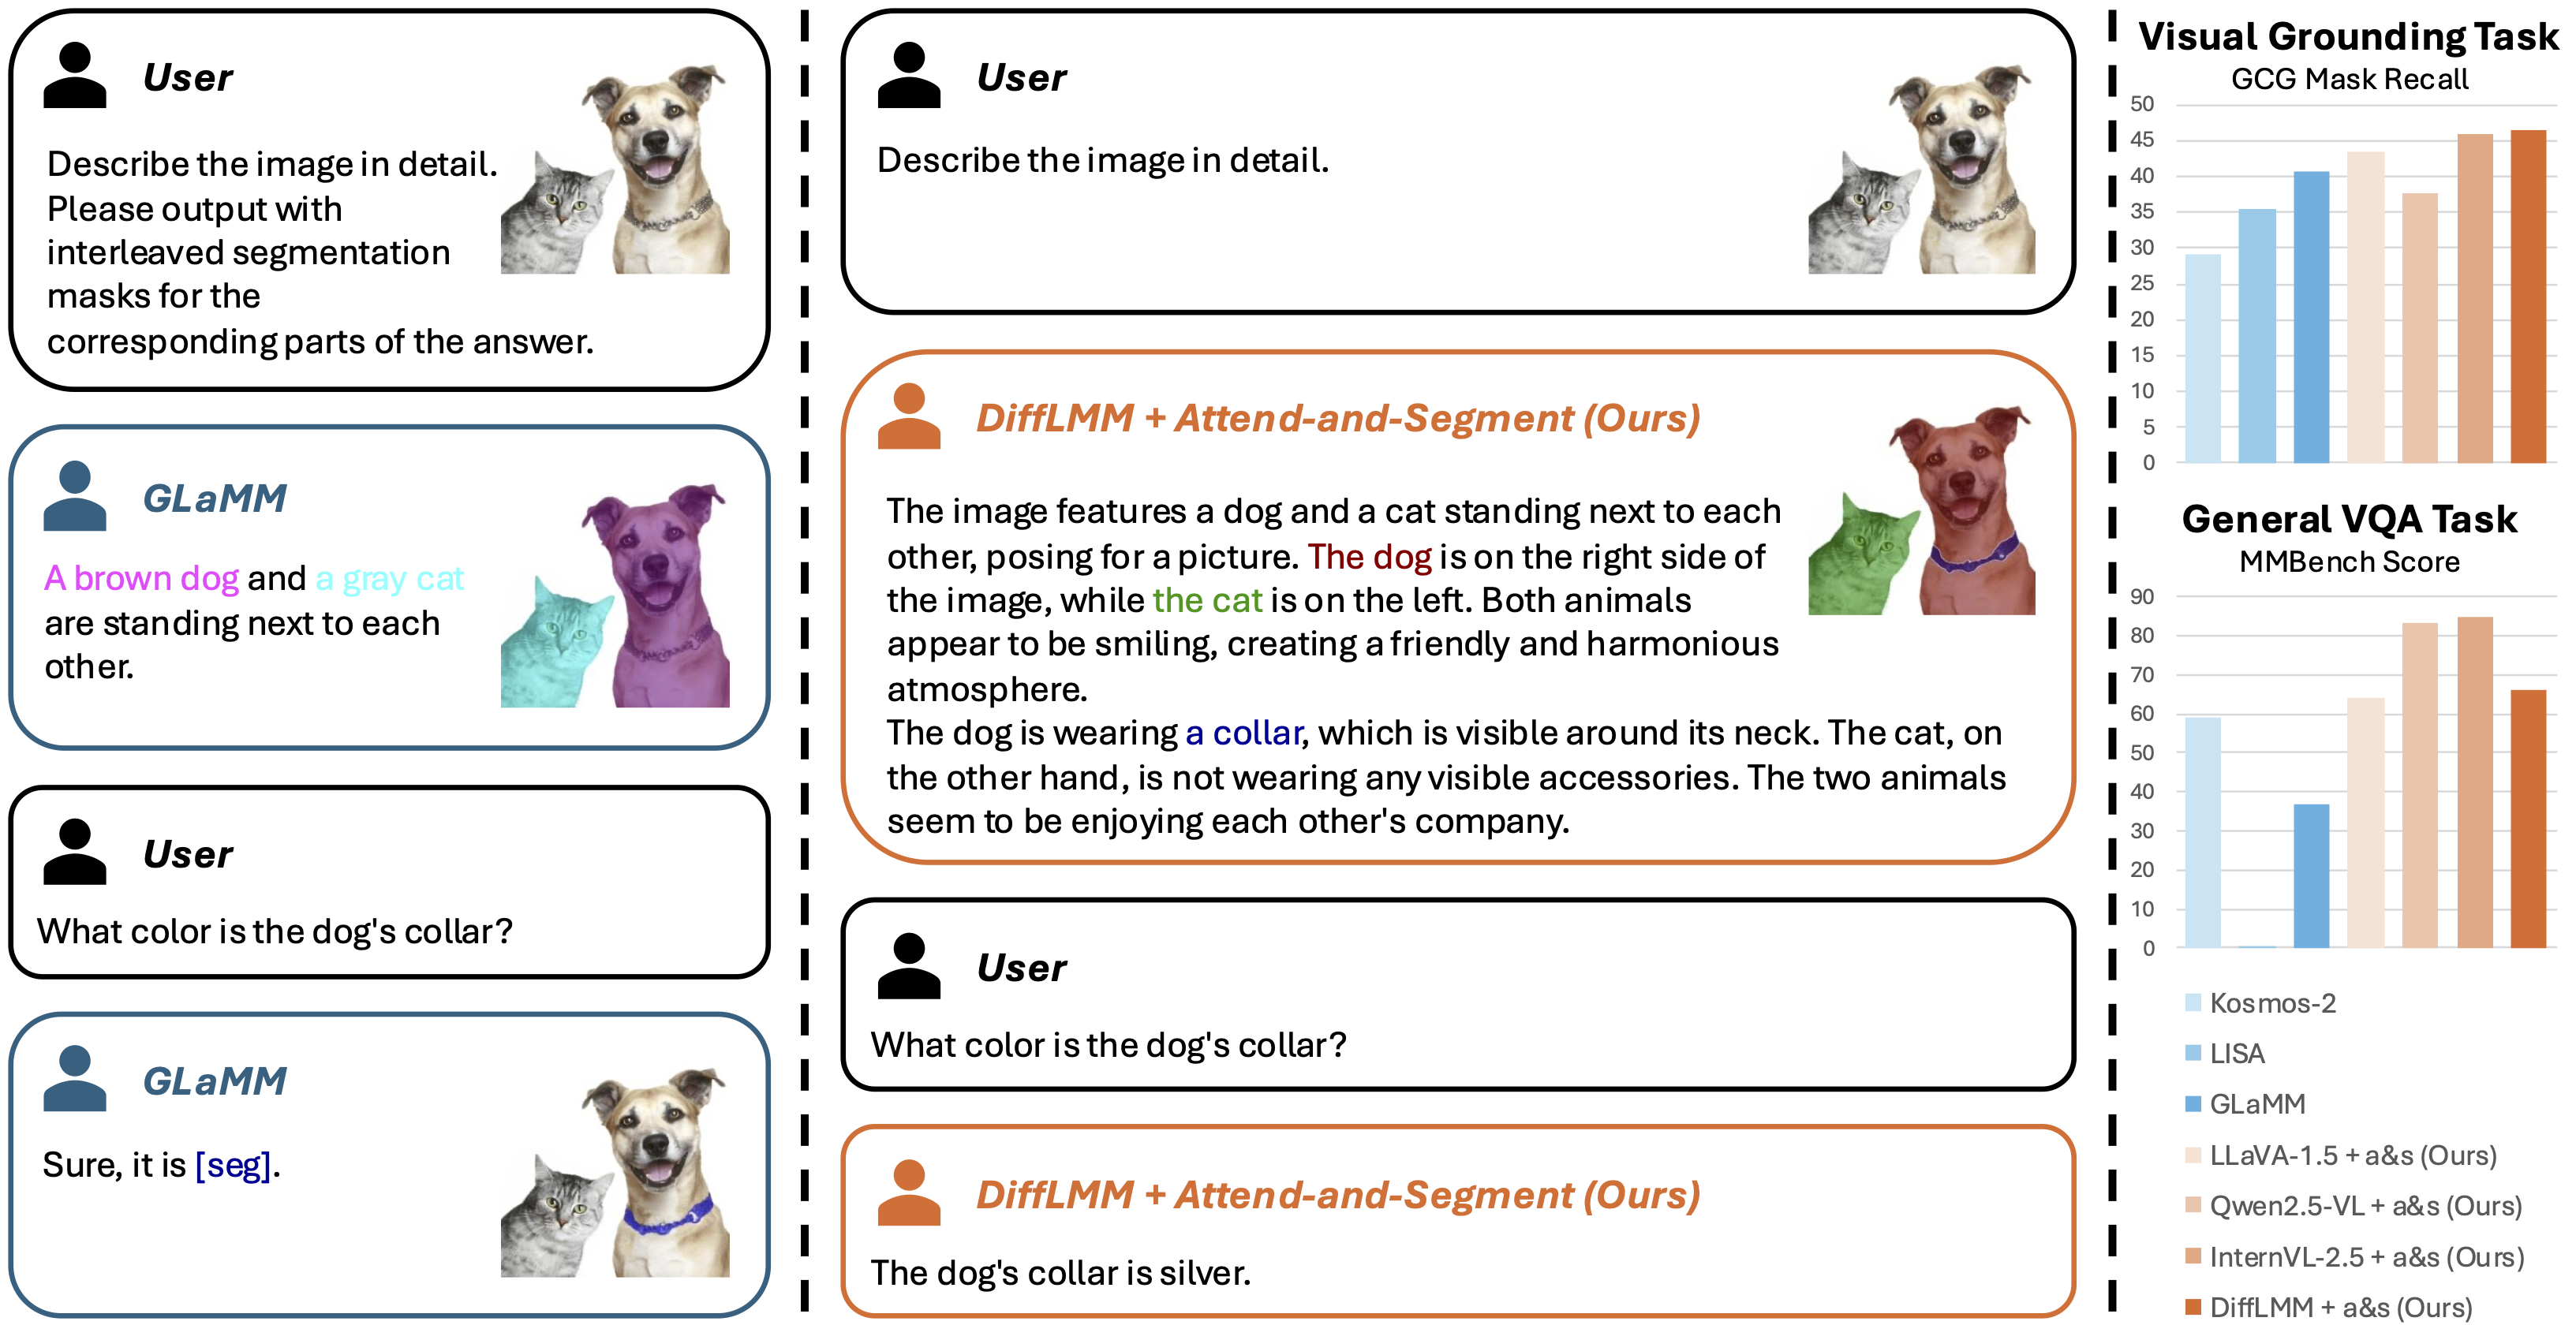 User
Describe the image in detail.
Please output with
interleaved segmentation
masks for the
corresponding parts of the answer.
GLaMM
A brown dog and a gray cat
are standing next to each
other.
User
What color is the dog's collar?
GLaMM
Sure, it is [seg].
User
Describe the image in detail.
DiffLMM + Attend-and-Segment (Ours)
The image features a dog and a cat standing next to each
other, posing for a picture. The dog is on the right side of
the image, while the cat is on the left. Both animals
appear to be smiling, creating a friendly and harmonious
atmosphere.
The dog is wearing a collar, which is visible around its neck. The cat, on
the other hand, is not wearing any visible accessories. The two animals
seem to be enjoying each other's company.
User
What color is the dog's collar?
DiffLMM + Attend-and-Segment (Ours)
The dog's collar is silver.
Visual Grounding Task
GCG Mask Recall
50
45
40
35
30
25
20
15
10
5
0
General VQA Task
MMBench Score
90
80
70
60
50
40
30
20
10
0
Kosmos-2
LISA
GLaMM
LLaVA-1.5 + a&s (Ours)
Qwen2.5-VL + a&s (Ours)
InternVL-2.5 + a&s (Ours)
DiffLMM + a&s (Ours)